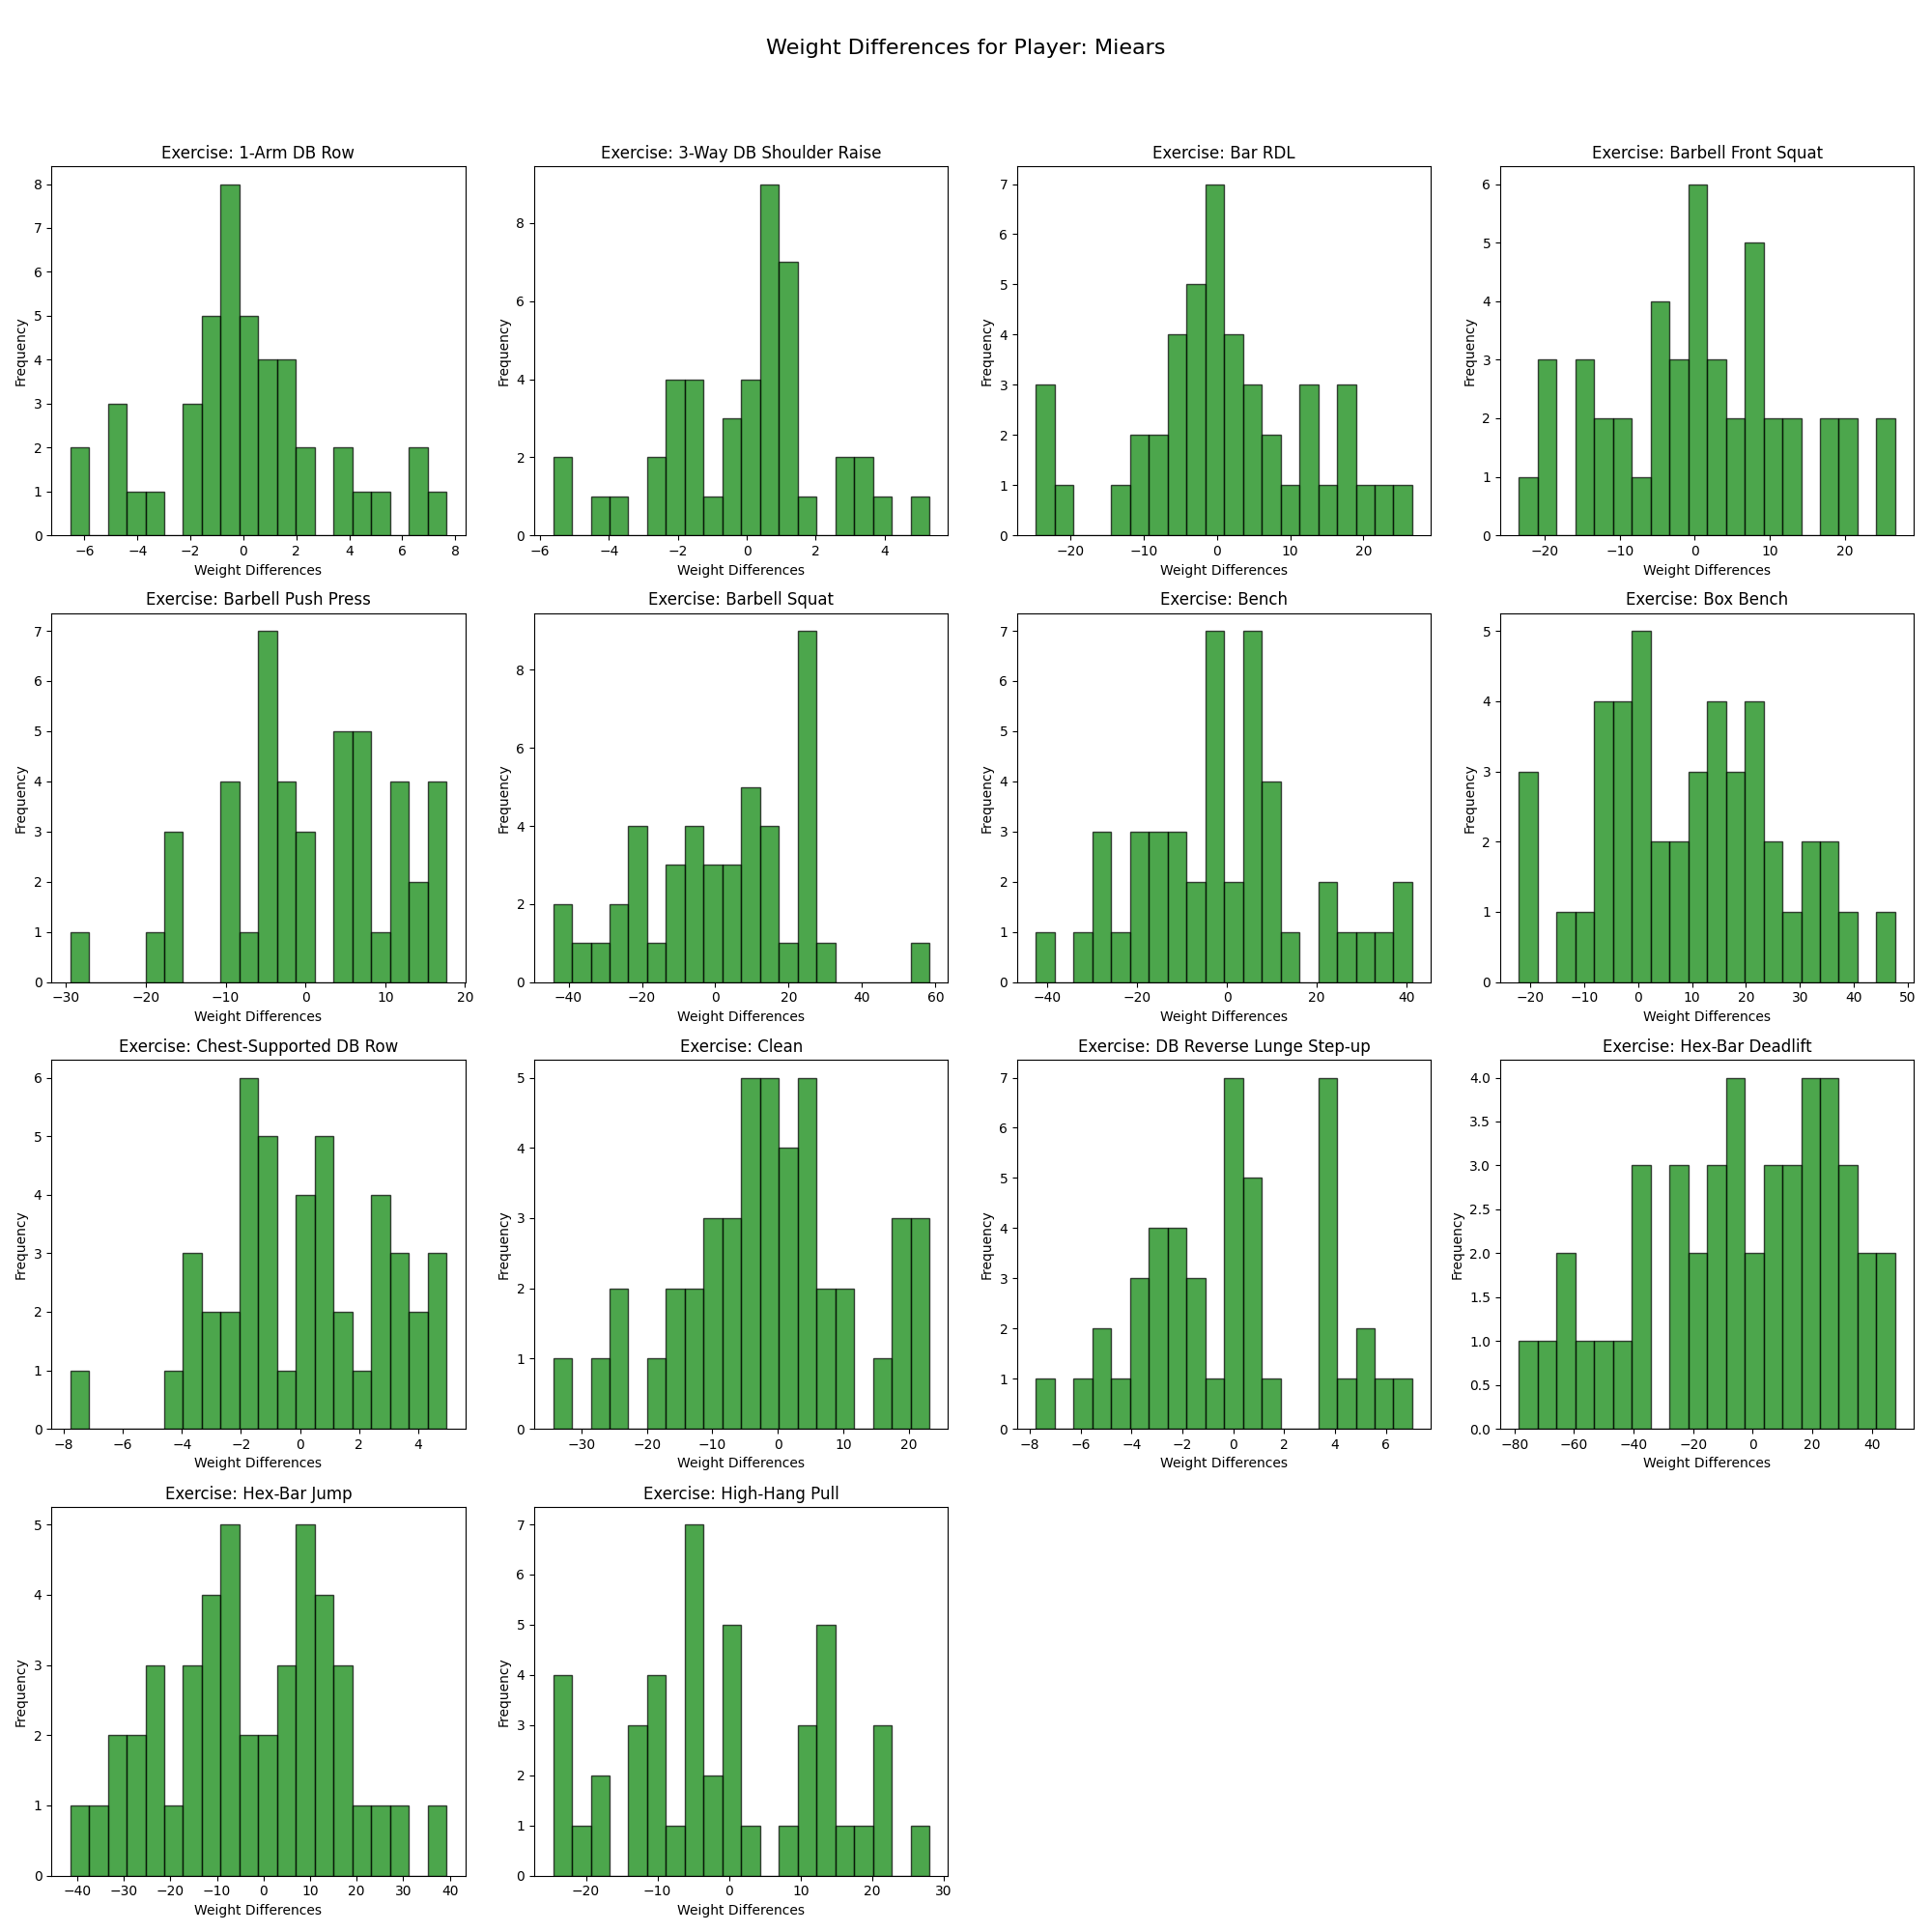 Weight Differences for Player: Miears
Exercise: 1-Arm DB Row
Frequency
8
7
6
5
4
3
2
1
0
−6 −4 −2 0 2 4 6 8
Weight Differences
Exercise: 3-Way DB Shoulder Raise
Frequency
8
6
4
2
0
−6 −4 −2 0 2 4
Weight Differences
Exercise: Bar RDL
Frequency
7
6
5
4
3
2
1
0
−20 −10 0 10 20
Weight Differences
Exercise: Barbell Front Squat
Frequency
6
5
4
3
2
1
0
−20 −10 0 10 20
Weight Differences
Exercise: Barbell Push Press
Frequency
7
6
5
4
3
2
1
0
−30 −20 −10 0 10 20
Weight Differences
Exercise: Barbell Squat
Frequency
8
6
4
2
0
−40 −20 0 20 40 60
Weight Differences
Exercise: Bench
Frequency
7
6
5
4
3
2
1
0
−40 −20 0 20 40
Weight Differences
Exercise: Box Bench
Frequency
5
4
3
2
1
0
−20 −10 0 10 20 30 40 50
Weight Differences
Exercise: Chest-Supported DB Row
Frequency
6
5
4
3
2
1
0
−8 −6 −4 −2 0 2 4
Weight Differences
Exercise: Clean
Frequency
5
4
3
2
1
0
−30 −20 −10 0 10 20
Weight Differences
Exercise: DB Reverse Lunge Step-up
Frequency
7
6
5
4
3
2
1
0
−8 −6 −4 −2 0 2 4 6
Weight Differences
Exercise: Hex-Bar Deadlift
Frequency
4.0
3.5
3.0
2.5
2.0
1.5
1.0
0.5
0.0
−80 −60 −40 −20 0 20 40
Weight Differences
Exercise: Hex-Bar Jump
Frequency
5
4
3
2
1
0
−40 −30 −20 −10 0 10 20 30 40
Weight Differences
Exercise: High-Hang Pull
Frequency
7
6
5
4
3
2
1
0
−20 −10 0 10 20 30
Weight Differences